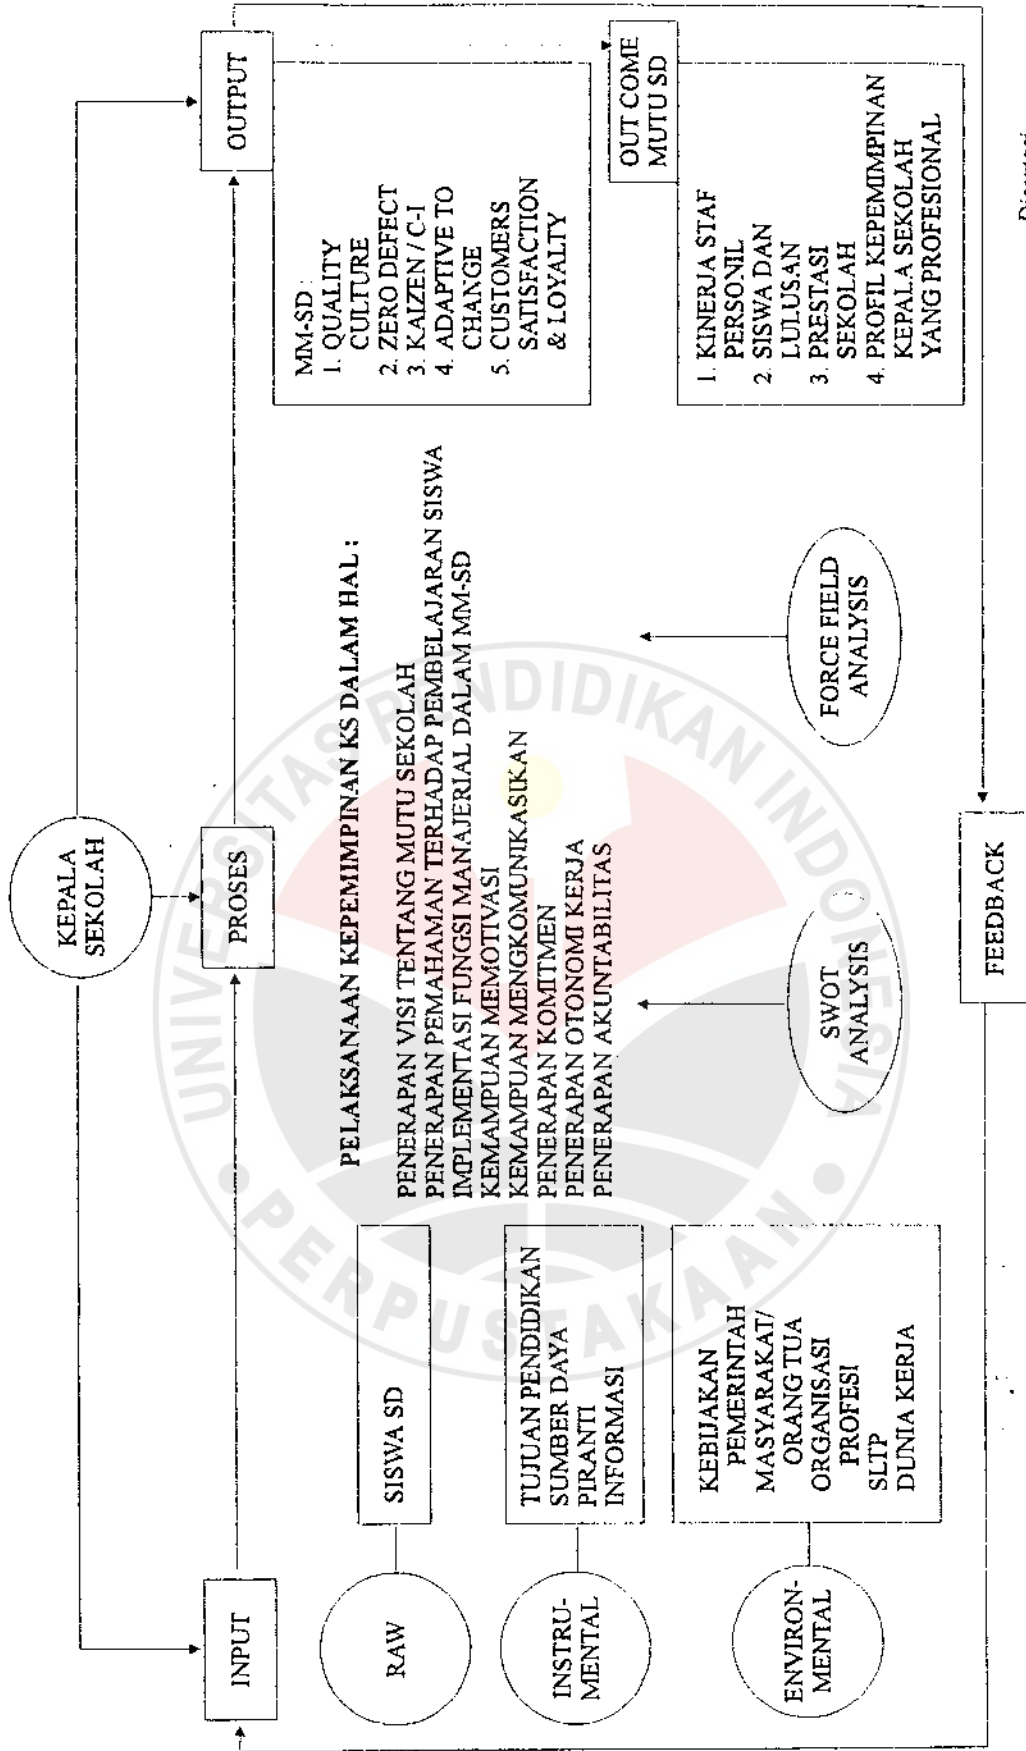 KEPALA
SEKOLAH
INPUT
PROSES
OUTPUT
RAW
SISWA SD
INSTRU-
MENTAL
TUJUAN PENDIDIKAN
SUMBER DAYA
PIRANTI
INFORMASI
ENVIRON-
MENTAL
KEBIJAKAN
PEMERINTAH
MASYARAKAT/
ORANG TUA
ORGANISASI
PROFESI
SLTP
DUNIA KERJA
PELAKSANAAN KEPEMIMPINAN KS DALAM HAL :
PENERAPAN VISI TENTANG MUTU SEKOLAH
PENERAPAN PEMAHAMAN TERHADAP PEMBELAJARAN SISWA
IMPLEMENTASI FUNGSI MANAJERIAL DALAM MM-SD
KEMAMPUAN MEMOTIVASI
KEMAMPUAN MENGKOMUNIKASIKAN
PENERAPAN KOMITMEN
PENERAPAN OTONOMI KERJA
PENERAPAN AKUNTABILITAS
SWOT
ANALYSIS
FORCE FIELD
ANALYSIS
MM-SD :
1. QUALITY
CULTURE
2. ZERO DEFECT
3. KAIZEN / C-I
4. ADAPTIVE TO
CHANGE
5. CUSTOMERS
SATISFACTION
& LOYALTY
OUT COME
MUTU SD
1. KINERJA STAF
PERSONIL
2. SISWA DAN
LULUSAN
3. PRESTASI
SEKOLAH
4. PROFIL KEPEMIMPINAN
KEPALA SEKOLAH
YANG PROFESIONAL
FEEDBACK
UNIVERSITAS PENDIDIKAN INDONESIA
PERPUSTAKAAN